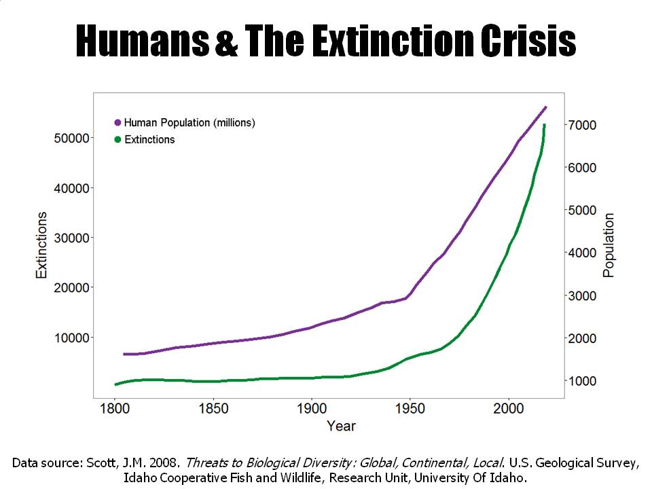 Humans & The Extinction Crisis
Human Population (millions)
Extinctions
50000
40000
30000
20000
10000
Extinctions
7000
6000
5000
4000
3000
2000
1000
Population
1800
1850
1900
1950
2000
Year
Data source: Scott, J.M. 2008. Threats to Biological Diversity: Global, Continental, Local. U.S. Geological Survey,
Idaho Cooperative Fish and Wildlife, Research Unit, University Of Idaho.